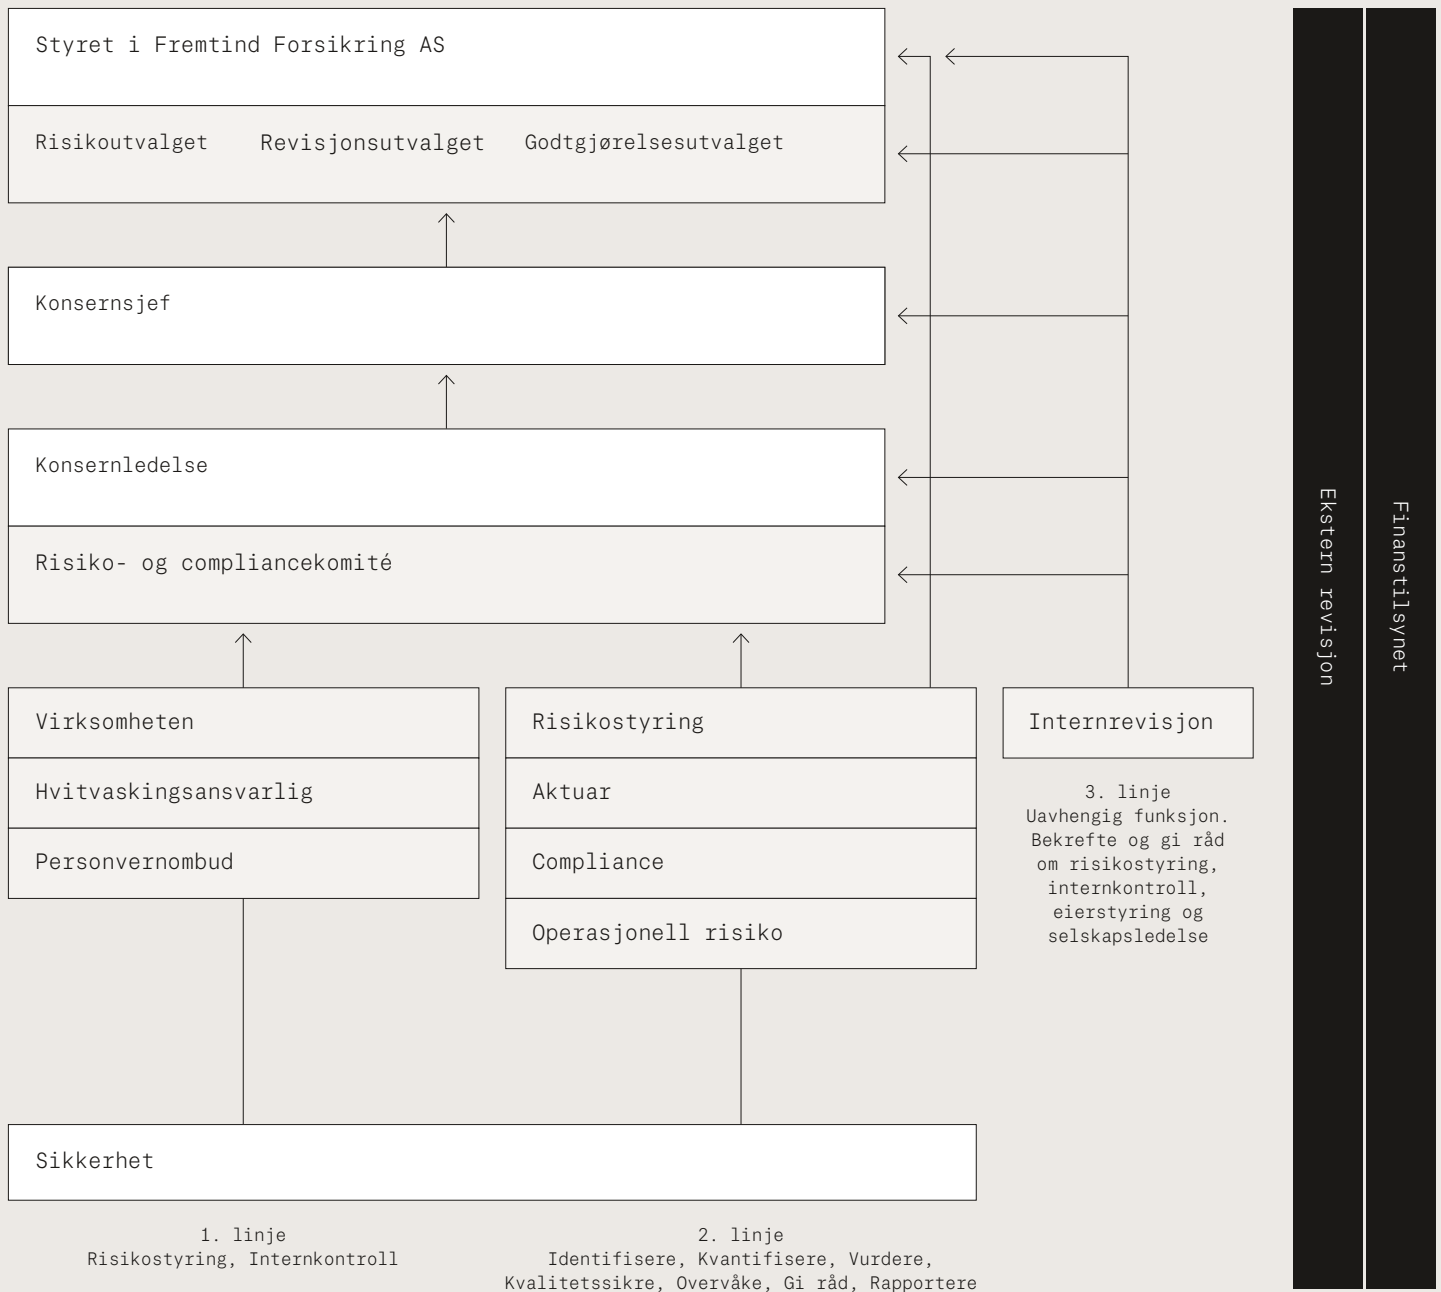 Styret i Fremtind Forsikring AS
Risikoutvalget Revisjonsutvalget Godtgjørelsesutvalget
Konsernsjef
Konsernledelse
Risiko- og compliancekomité
Virksomheten
Hvitvaskingsansvarlig
Personvernombud
Risikostyring
Aktuar
Compliance
Operasjonell risiko
Internrevisjon
3. linje
Uavhengig funksjon.
Bekrefte og gi råd
om risikostyring,
internkontroll,
eierstyring og
selskapsledelse
Sikkerhet
1. linje
Risikostyring, Internkontroll
2. linje
Identifisere, Kvantifisere, Vurdere,
Kvalitetssikre, Overvåke, Gi råd, Rapportere
Ekstern revisjon
Finanstilsynet